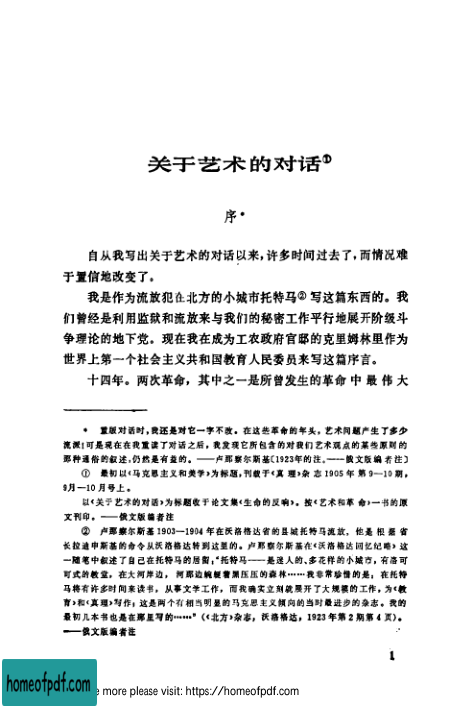 关于艺术的对话①
序*
自从我写出关于艺术的对话以来，许多时间过去了，而情况难
于置信地改变了。
我是作为流放犯在北方的小城市托特马②写这篇东西的。我
们曾经是利用监狱和流放来与我们的秘密工作平行地展开阶级斗
争理论的地下党。现在我在成为工农政府官邸的克里姆林里作为
世界上第一个社会主义共和国教育人民委员来写这篇序言。
十四年。两次革命，其中之一是所曾发生的革命中最伟大
* 重版对话时，我还是对它一字不改。在这些革命的年头，艺术问题产生了多少
流派！可是现在在我重读了对话之后，我发现它所包含的对我们艺术观点的某些原则的
那种通俗的叙述，仍然是有益的。——卢那察尔斯基〔1923年的注。——俄文版编者注〕
① 最初以《马克思主义和美学》为标题，刊载于《真理》杂志1905年第9—10期，
9月—10月号上。
以《关于艺术的对话》为标题收于论文集《生命的反响》。按《艺术和革命》一书的原
文刊印。——俄文版编者注
② 卢那察尔斯基1903—1904年在沃洛格达省的县城托特马流放，他是根据省
长拉迪申斯基的命令从沃洛格达转到这里的。卢那察尔斯基在《沃洛格达回忆纪略》这
一随笔中叙述了自己在托特马的居留：“托特马——是迷人的、多花样的小城市，有洛可
可式的教堂，在大河岸边，河那边蜿蜒着黑压压的森林……我非常珍惜的是：在托特
马将有许多时间来读书，从事文学工作，而我确实立刻就展开了大规模的工作，为《教
育》和《真理》写作；这是两个有相当明显的马克思主义倾向的当时最进步的杂志。我的
最初几本书也是在那里写的……”（《北方》杂志，沃洛格达，1923年第2期第4页）。
——俄文版编者注
1
homeofpdf.com
e more please visit: https://homeofpdf.com